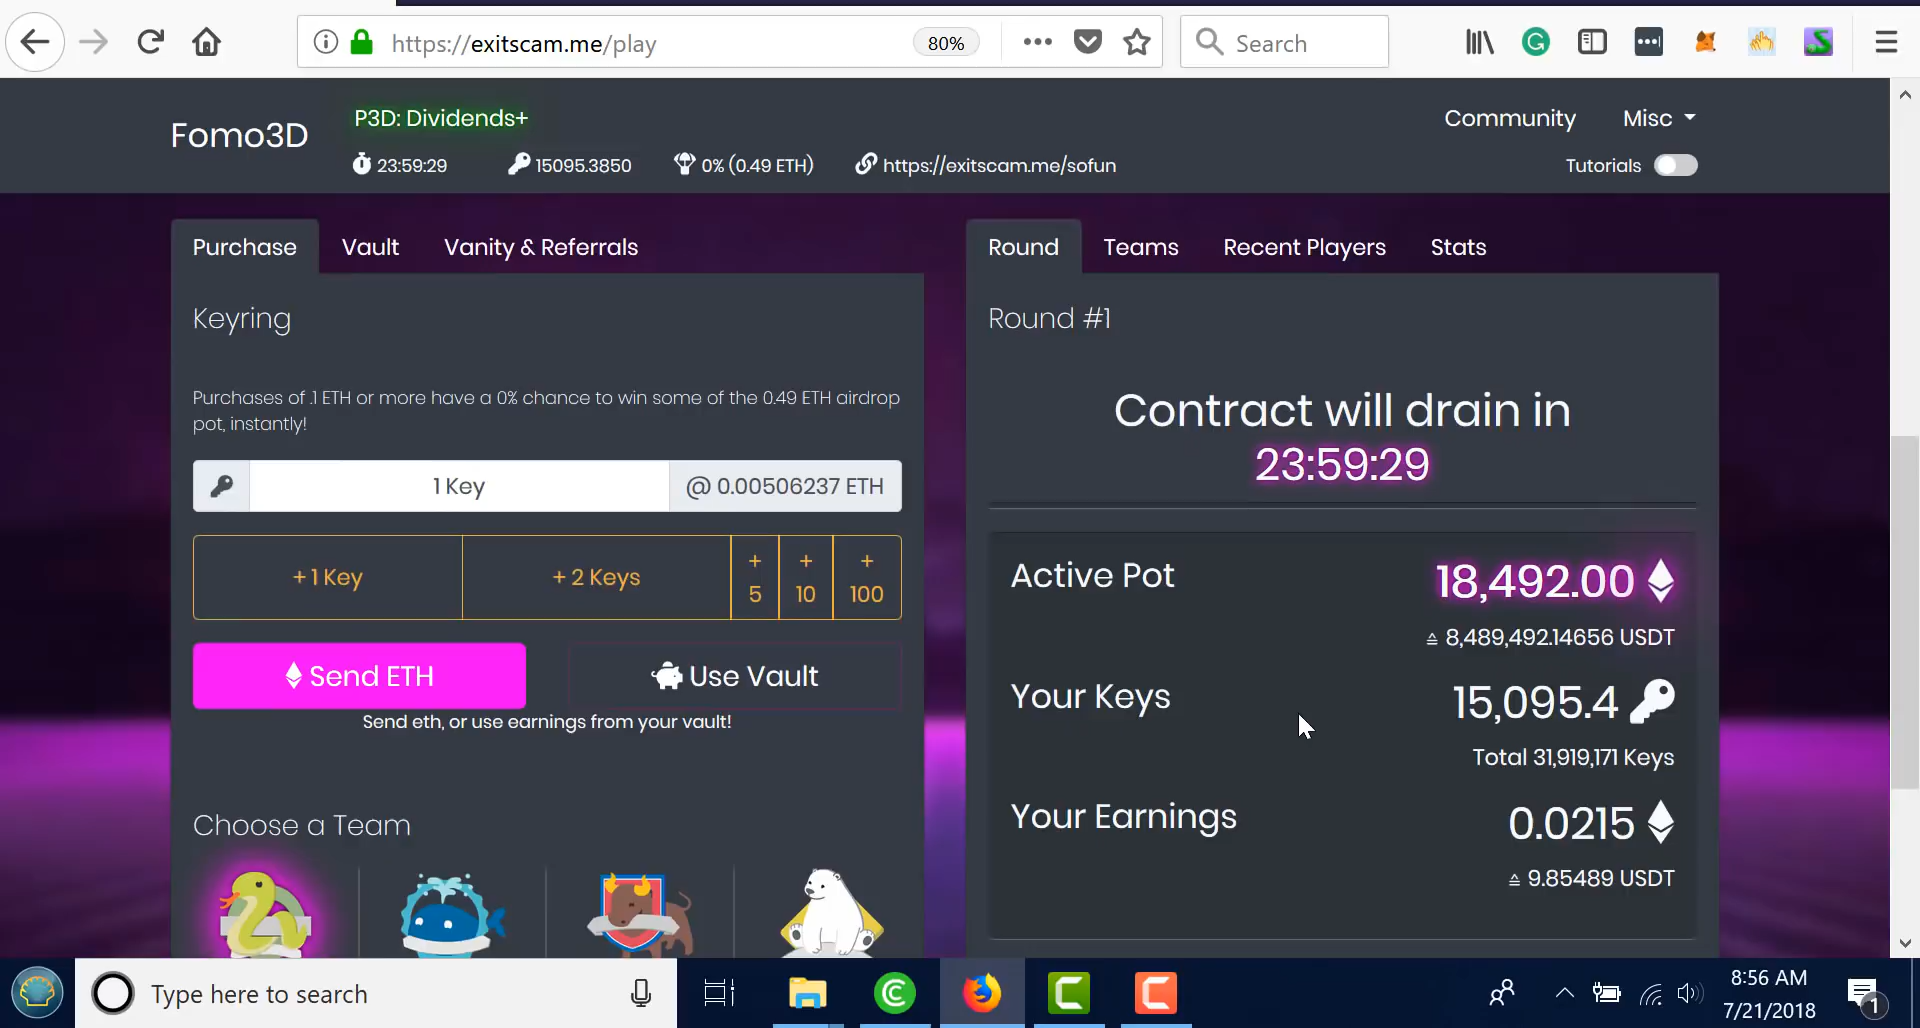 https://exitscam.me/play
80%
Search
Fomo3D
P3D: Dividends+
Community
Misc
23:59:29
15095.3850
0% (0.49 ETH)
https://exitscam.me/sofun
Tutorials
Purchase
Vault
Vanity & Referrals
Round
Teams
Recent Players
Stats
Keyring
Purchases of .1 ETH or more have a 0% chance to win some of the 0.49 ETH airdrop
pot, instantly!
1 Key
@ 0.00506237 ETH
+ 1 Key
+ 2 Keys
+
5
+
10
+
100
Send ETH
Use Vault
Send eth, or use earnings from your vault!
Choose a Team
Round #1
Contract will drain in
23:59:29
Active Pot
18,492.00
≙ 8,489,492.14656 USDT
Your Keys
15,095.4
Total 31,919,171 Keys
Your Earnings
0.0215
≙ 9.85489 USDT
Type here to search
8:56 AM
7/21/2018
1